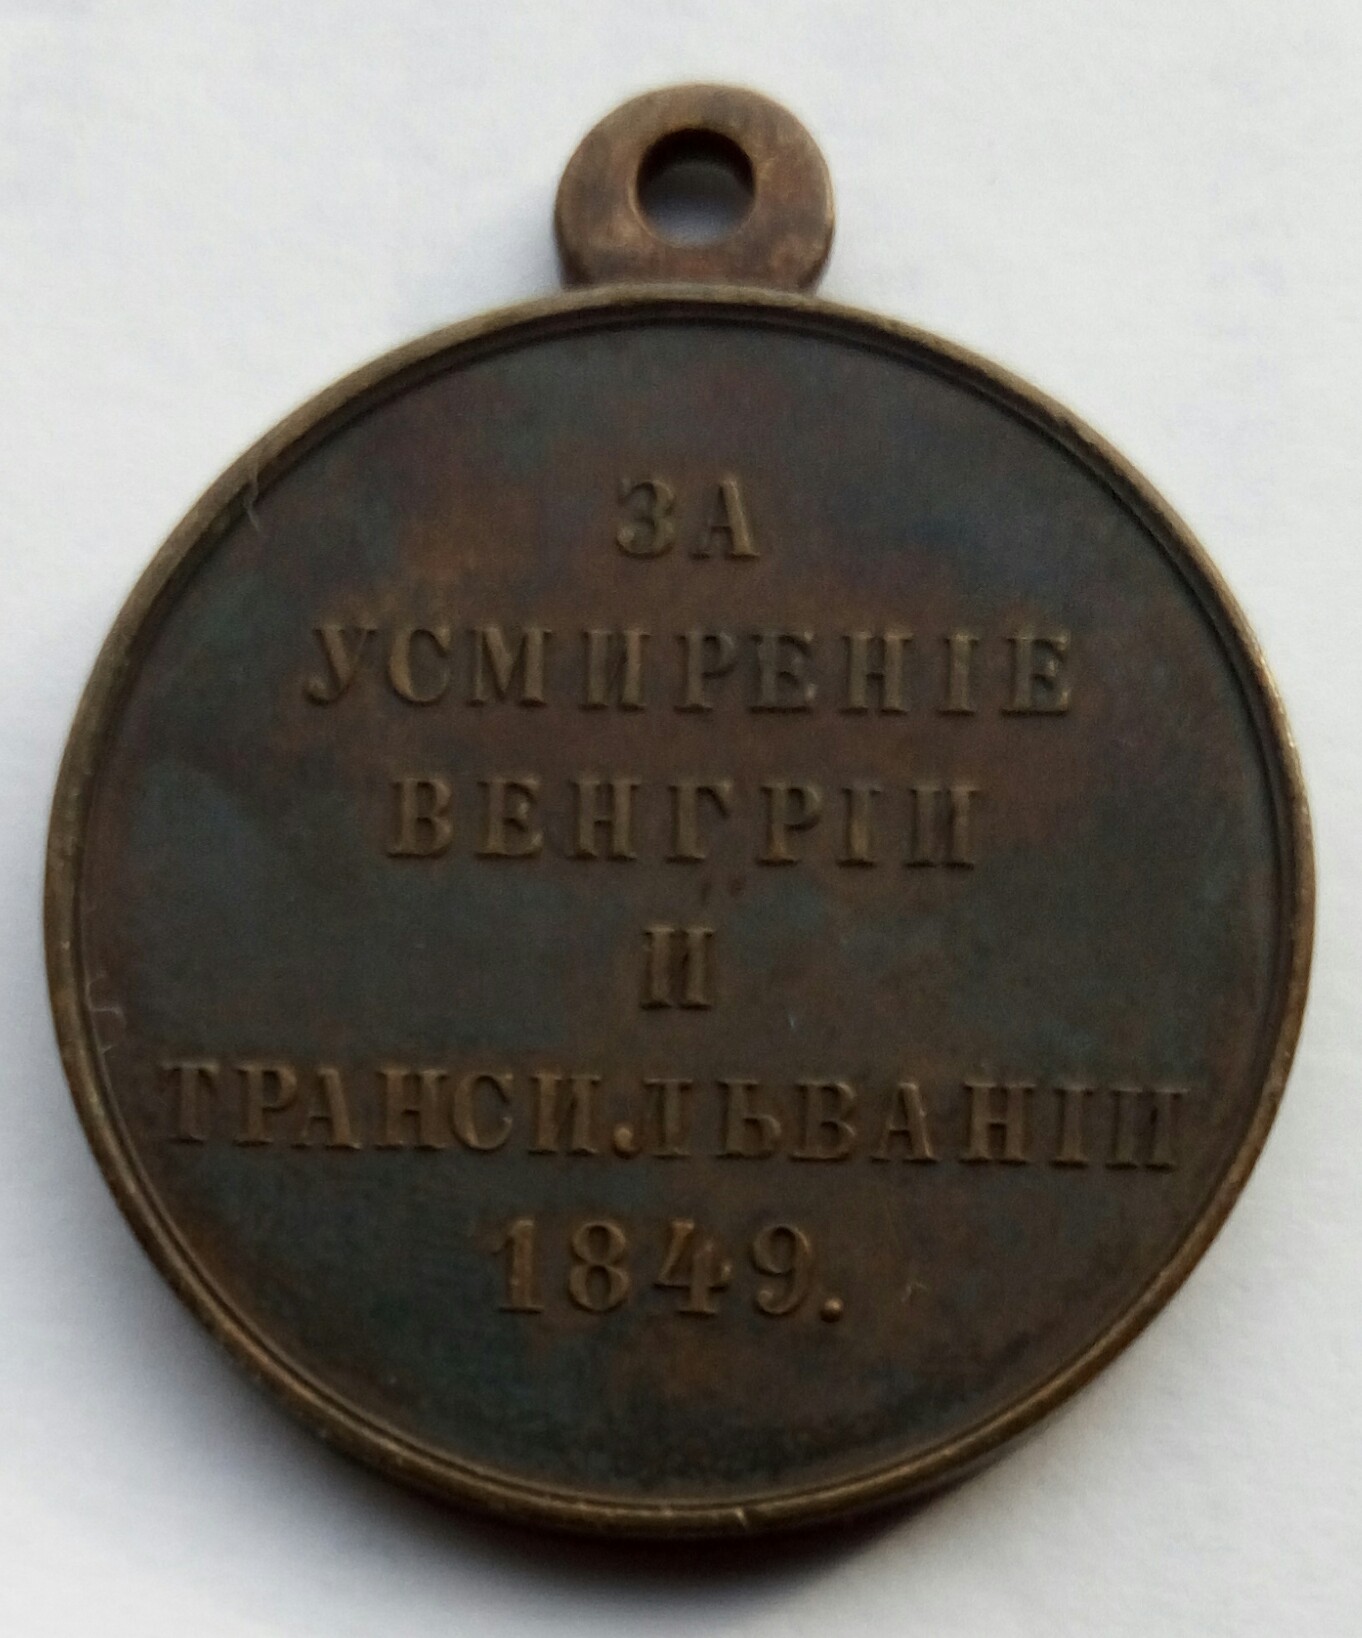 ЗА
УСМИРЕНІЕ
ВЕНГРІИ
И
ТРАНСИЛЬВАНІИ
1849.